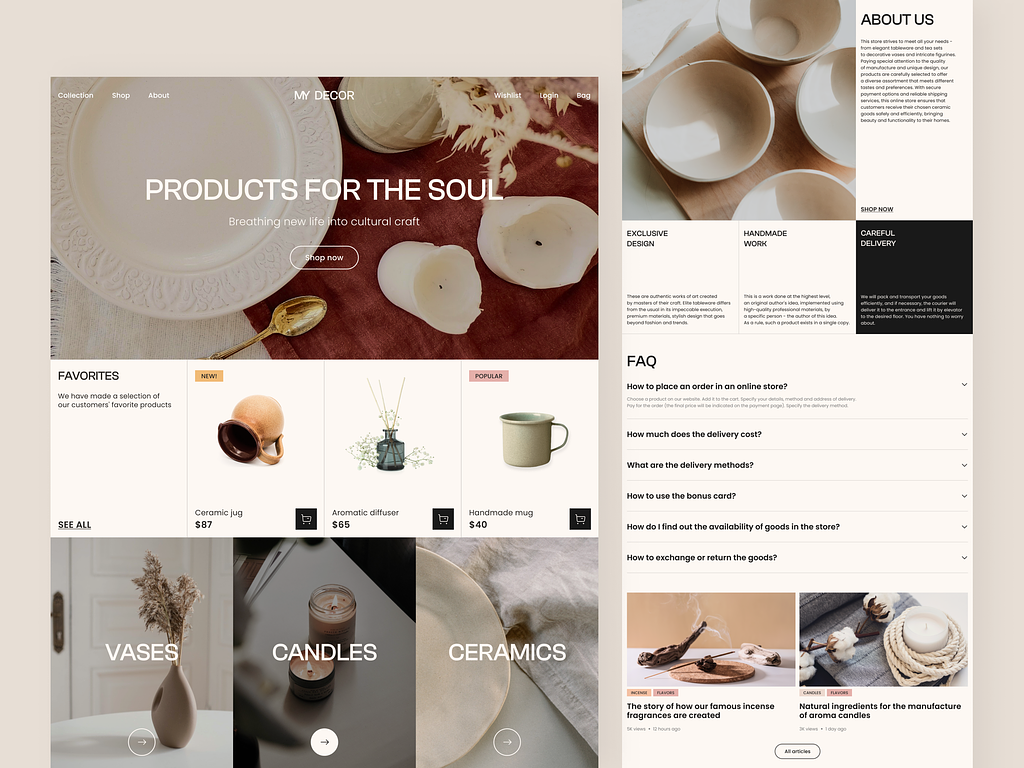 Collection
Shop
About
MY DECOR
Wishlist
Login
Bag
PRODUCTS FOR THE SOUL
Breathing new life into cultural craft
Shop now
FAVORITES
We have made a selection of
our customers' favorite products
SEE ALL
NEW!
Ceramic jug
$87
Aromatic diffuser
$65
POPULAR
Handmade mug
$40
VASES
CANDLES
CERAMICS
ABOUT US
This store strives to meet all your needs -
from elegant tableware and tea sets
to decorative vases and intricate figurines.
Paying special attention to the quality
of manufacture and unique design, our
products are carefully selected to offer
a diverse assortment that meets different
tastes and preferences. With secure
payment options and reliable shipping
services, this online store ensures that
customers receive their chosen ceramic
goods safely and efficiently, bringing
beauty and functionality to their homes.
SHOP NOW
EXCLUSIVE
DESIGN
These are authentic works of art created
by masters of their craft. Elite tableware differs
from the usual in its impeccable execution,
premium materials, stylish design that goes
beyond fashion and trends.
HANDMADE
WORK
This is a work done at the highest level,
an original author's idea, implemented using
high-quality professional materials, by
a specific person - the author of this idea.
As a rule, such a product exists in a single copy.
CAREFUL
DELIVERY
We will pack and transport your goods
efficiently, and if necessary, the courier will
deliver it to the entrance and lift it by elevator
to the desired floor. You have nothing to worry
about.
FAQ
How to place an order in an online store?
Choose a product on our website. Add it to the cart. Specify your details, method and address of delivery.
Pay for the order (the final price will be indicated on the payment page). Specify the delivery method.
How much does the delivery cost?
What are the delivery methods?
How to use the bonus card?
How do I find out the availability of goods in the store?
How to exchange or return the goods?
INCENSE
FLAVORS
The story of how our famous incense
fragrances are created
5K views • 12 hours ago
CANDLES
FLAVORS
Natural ingredients for the manufacture
of aroma candles
3K views • 1 day ago
All articles